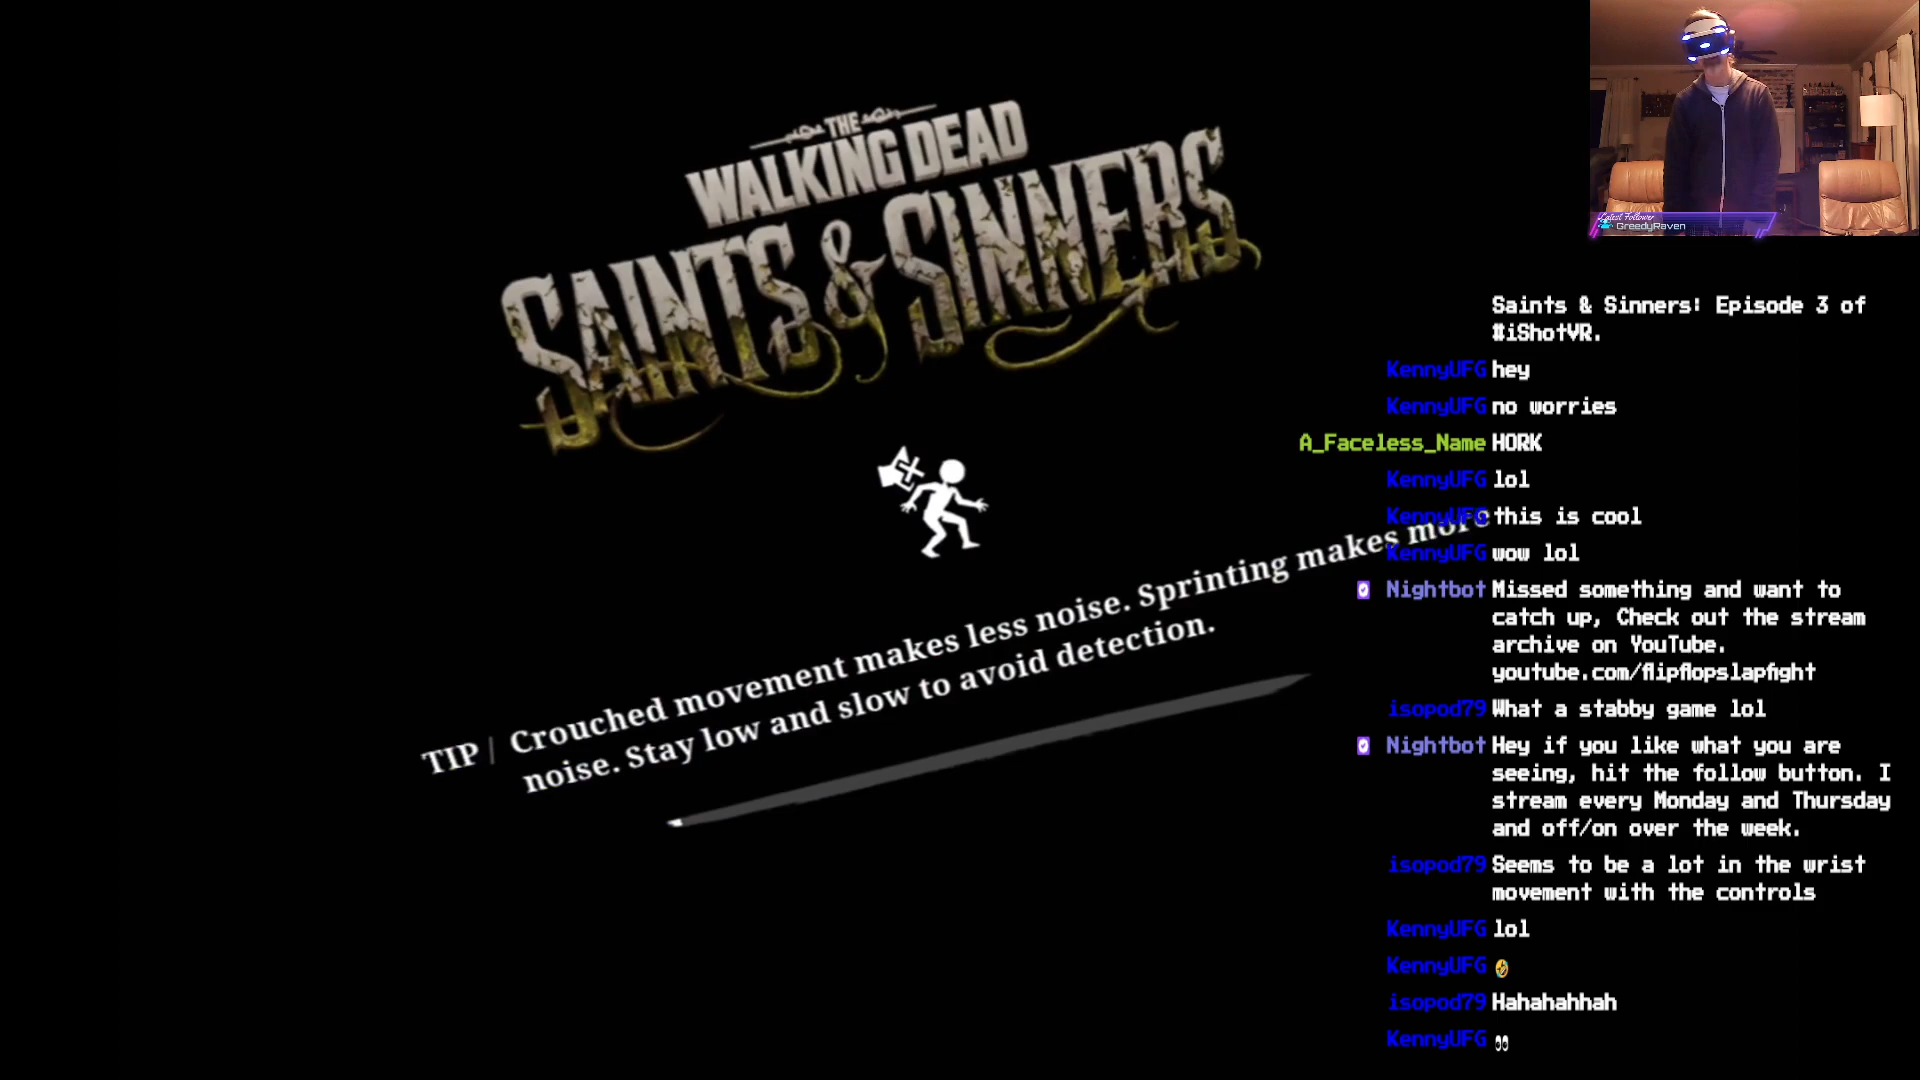 THE
WALKING DEAD
SAINTS & SINNERS
TIP | Crouched movement makes less noise. Sprinting makes more
noise. Stay low and slow to avoid detection.
Latest Follower
GreedyRaven
Saints & Sinners: Episode 3 of
#iShotVR.
KennyUFG hey
KennyUFG no worries
A_Faceless_Name HORK
KennyUFG lol
KennyUFG this is cool
KennyUFG wow lol
Nightbot Missed something and want to
catch up, Check out the stream
archive on YouTube.
youtube.com/flipflopslapfight
isopod79 What a stabby game lol
Nightbot Hey if you like what you are
seeing, hit the follow button. I
stream every Monday and Thursday
and off/on over the week.
isopod79 Seems to be a lot in the wrist
movement with the controls
KennyUFG lol
KennyUFG 🤣
isopod79 Hahahahhah
KennyUFG 👀